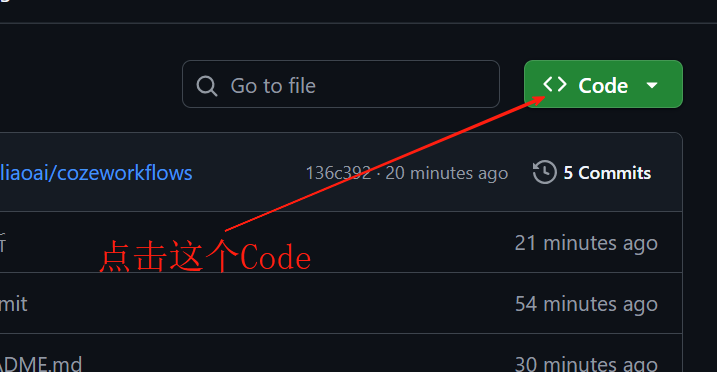 Go to file
<> Code
liaoai/cozeworkflows 136c392 · 20 minutes ago 5 Commits
21 minutes ago
点击这个Code
mit 54 minutes ago
ADME.md 30 minutes ago